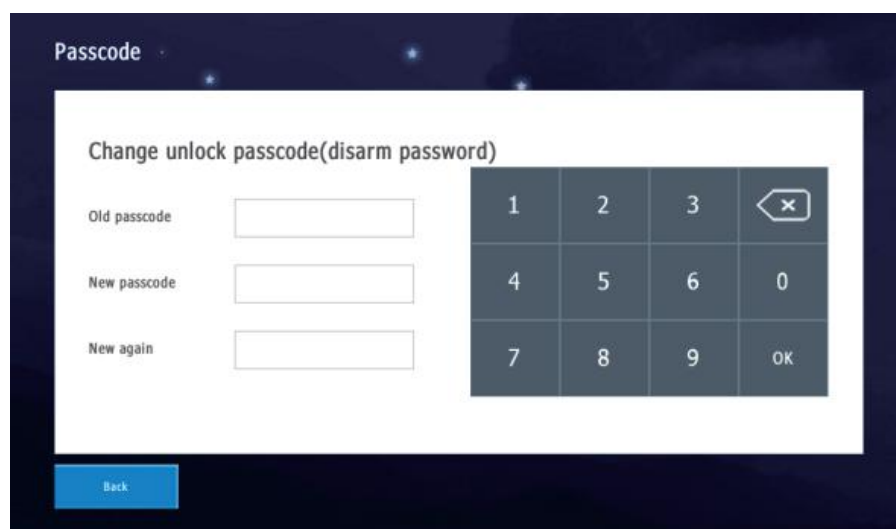 Passcode
Change unlock passcode(disarm password)
Old passcode
New passcode
New again
1 2 3
4 5 6 0
7 8 9 OK
Back